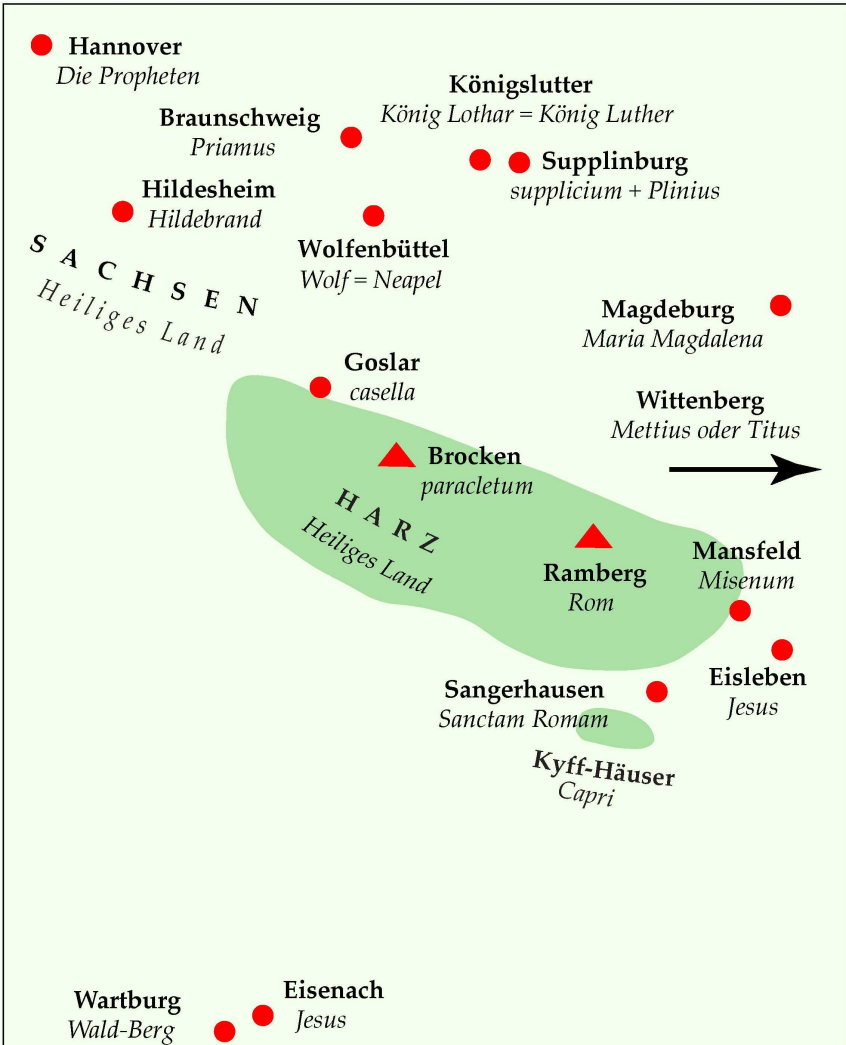 Hannover
Die Propheten
Königslutter
König Lothar = König Luther
Braunschweig
Priamus
Supplinburg
supplicium + Plinius
Hildesheim
Hildebrand
Wolfenbüttel
Wolf = Neapel
SACHSEN
Heiliges Land
Magdeburg
Maria Magdalena
Goslar
casella
Wittenberg
Mettius oder Titus
Brocken
paracletum
HARZ
Heiliges Land
Mansfeld
Misenum
Ramberg
Rom
Eisleben
Jesus
Sangerhausen
Sanctam Romam
Kyff-Häuser
Capri
Eisenach
Jesus
Wartburg
Wald-Berg